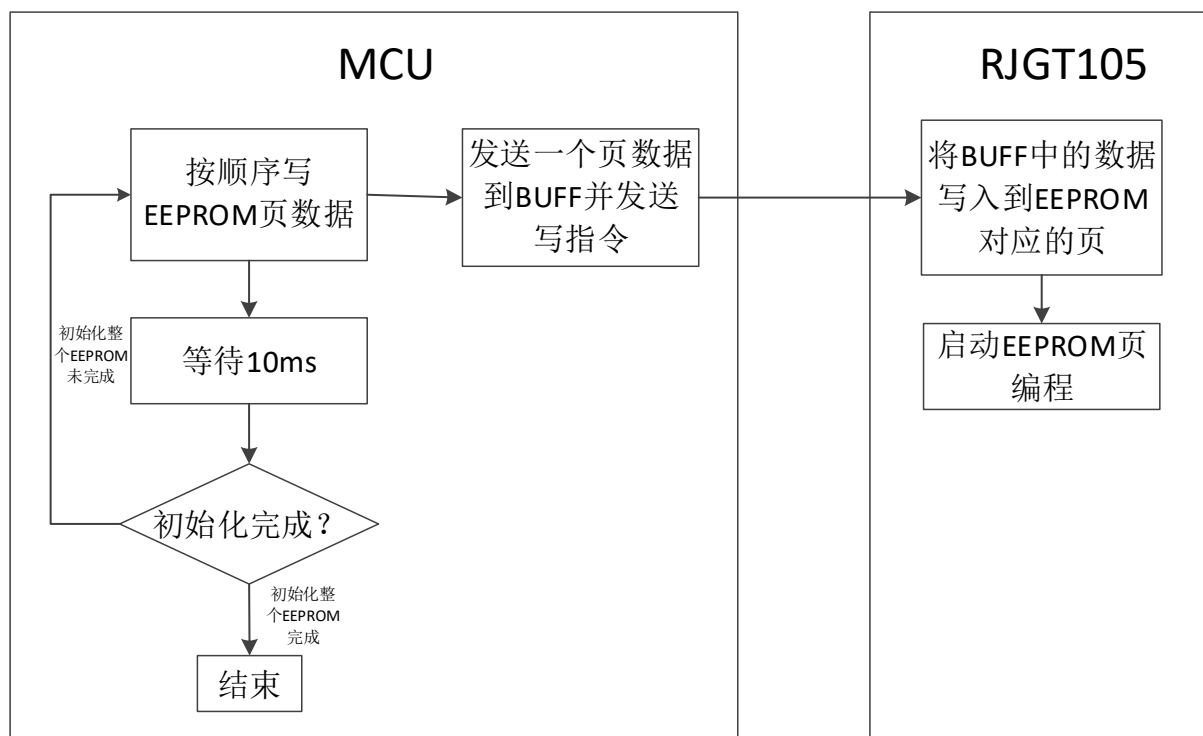 MCU
RJGT105
按顺序写
EEPROM页数据
发送一个页数据
到BUFF并发送
写指令
将BUFF中的数据
写入到EEPROM
对应的页
初始化整
个EEPROM
未完成
等待10ms
启动EEPROM页
编程
初始化完成？
初始化整
个EEPROM
完成
结束